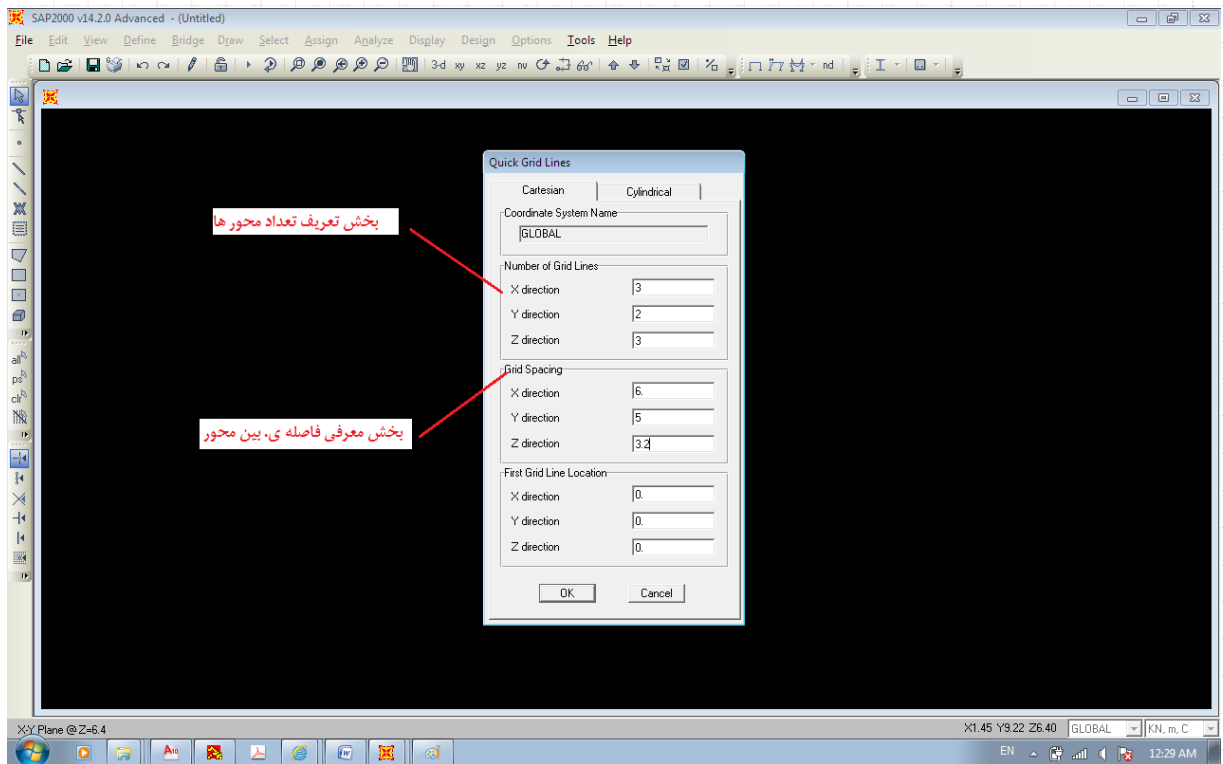 SAP2000 v14.2.0 Advanced - (Untitled)
File Edit View Define Bridge Draw Select Assign Analyze Display Design Options Tools Help
3-d xy xz yz nv nd
all
ps
clr
Quick Grid Lines
Cartesian Cylindrical
Coordinate System Name
GLOBAL
بخش تعریف تعداد محور ها
Number of Grid Lines
X direction 3
Y direction 2
Z direction 3
Grid Spacing
X direction 6.
Y direction 5
بخش معرفی فاصله ی. بین محور
Z direction 3.2
First Grid Line Location
X direction 0.
Y direction 0.
Z direction 0.
OK Cancel
X-Y Plane @ Z=6.4 X1.45 Y9.22 Z6.40 GLOBAL KN, m, C
EN 12:29 AM